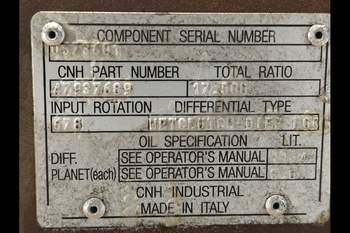 COMPONENT SERIAL NUMBER
CNH PART NUMBER TOTAL RATIO
INPUT ROTATION DIFFERENTIAL TYPE
OIL SPECIFICATION LIT.
DIFF. SEE OPERATOR'S MANUAL
PLANET(each) SEE OPERATOR'S MANUAL
CNH INDUSTRIAL
MADE IN ITALY